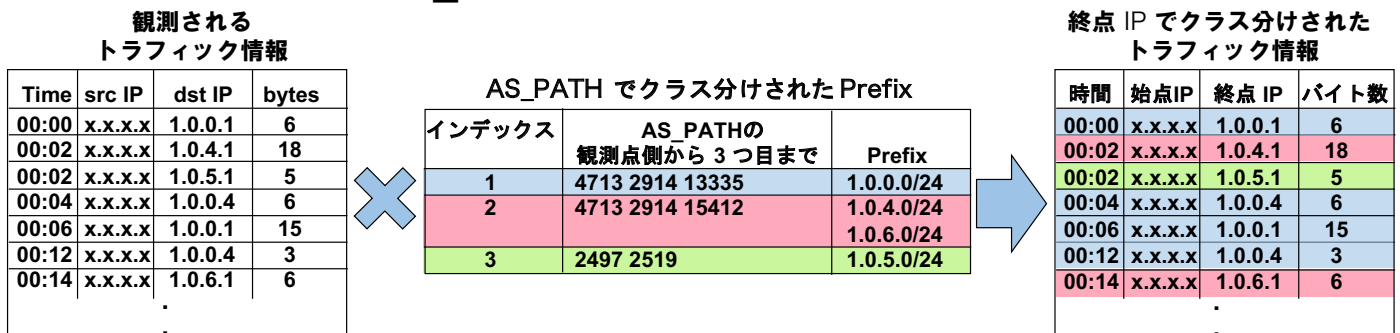 観測される
トラフィック情報
Time src IP dst IP bytes
00:00 x.x.x.x 1.0.0.1 6
00:02 x.x.x.x 1.0.4.1 18
00:02 x.x.x.x 1.0.5.1 5
00:04 x.x.x.x 1.0.0.4 6
00:06 x.x.x.x 1.0.0.1 15
00:12 x.x.x.x 1.0.0.4 3
00:14 x.x.x.x 1.0.6.1 6
AS_PATH でクラス分けされた Prefix
インデックス AS_PATHの
観測点側から 3 つ目まで Prefix
1 4713 2914 13335 1.0.0.0/24
2 4713 2914 15412 1.0.4.0/24
1.0.6.0/24
3 2497 2519 1.0.5.0/24
終点 IP でクラス分けされた
トラフィック情報
時間 始点IP 終点 IP バイト数
00:00 x.x.x.x 1.0.0.1 6
00:02 x.x.x.x 1.0.4.1 18
00:02 x.x.x.x 1.0.5.1 5
00:04 x.x.x.x 1.0.0.4 6
00:06 x.x.x.x 1.0.0.1 15
00:12 x.x.x.x 1.0.0.4 3
00:14 x.x.x.x 1.0.6.1 6